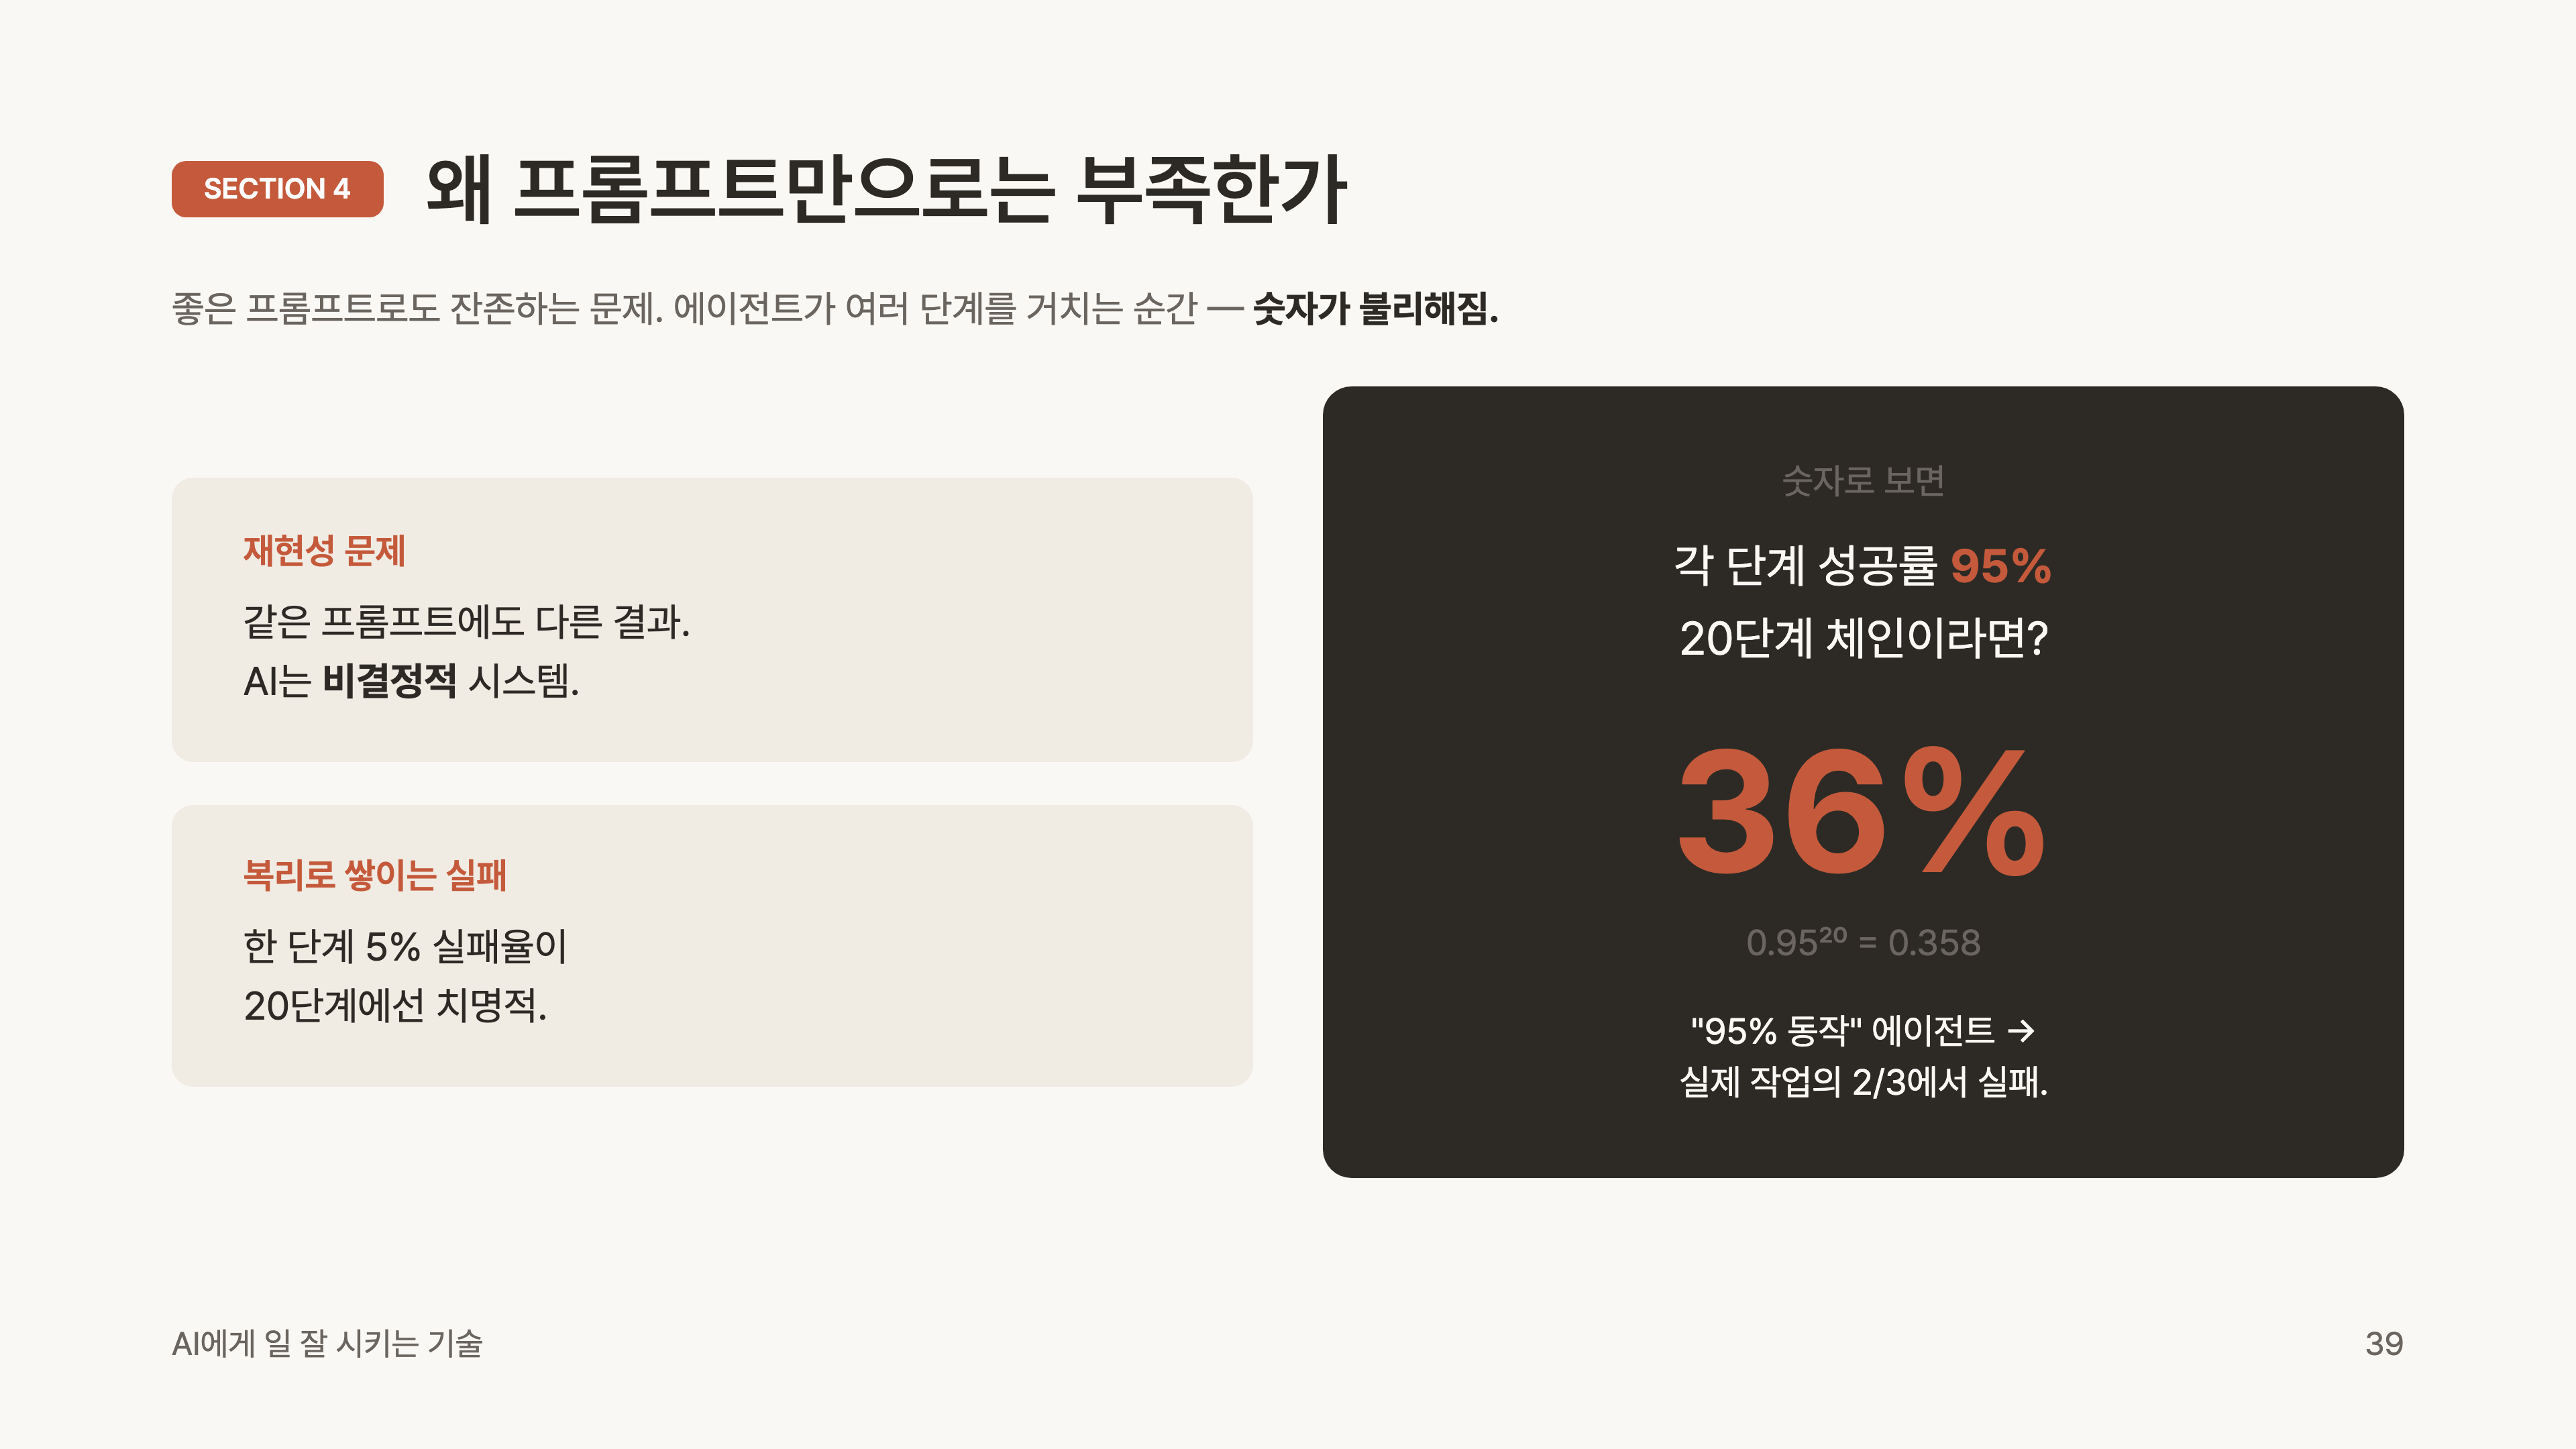 SECTION 4
왜 프롬프트만으로는 부족한가
좋은 프롬프트로도 잔존하는 문제. 에이전트가 여러 단계를 거치는 순간 — 숫자가 불리해짐.
재현성 문제
같은 프롬프트에도 다른 결과.
AI는 비결정적 시스템.
복리로 쌓이는 실패
한 단계 5% 실패율이
20단계에선 치명적.
숫자로 보면
각 단계 성공률 95%
20단계 체인이라면?
36%
0.95²⁰ = 0.358
"95% 동작" 에이전트 →
실제 작업의 2/3에서 실패.
AI에게 일 잘 시키는 기술
39